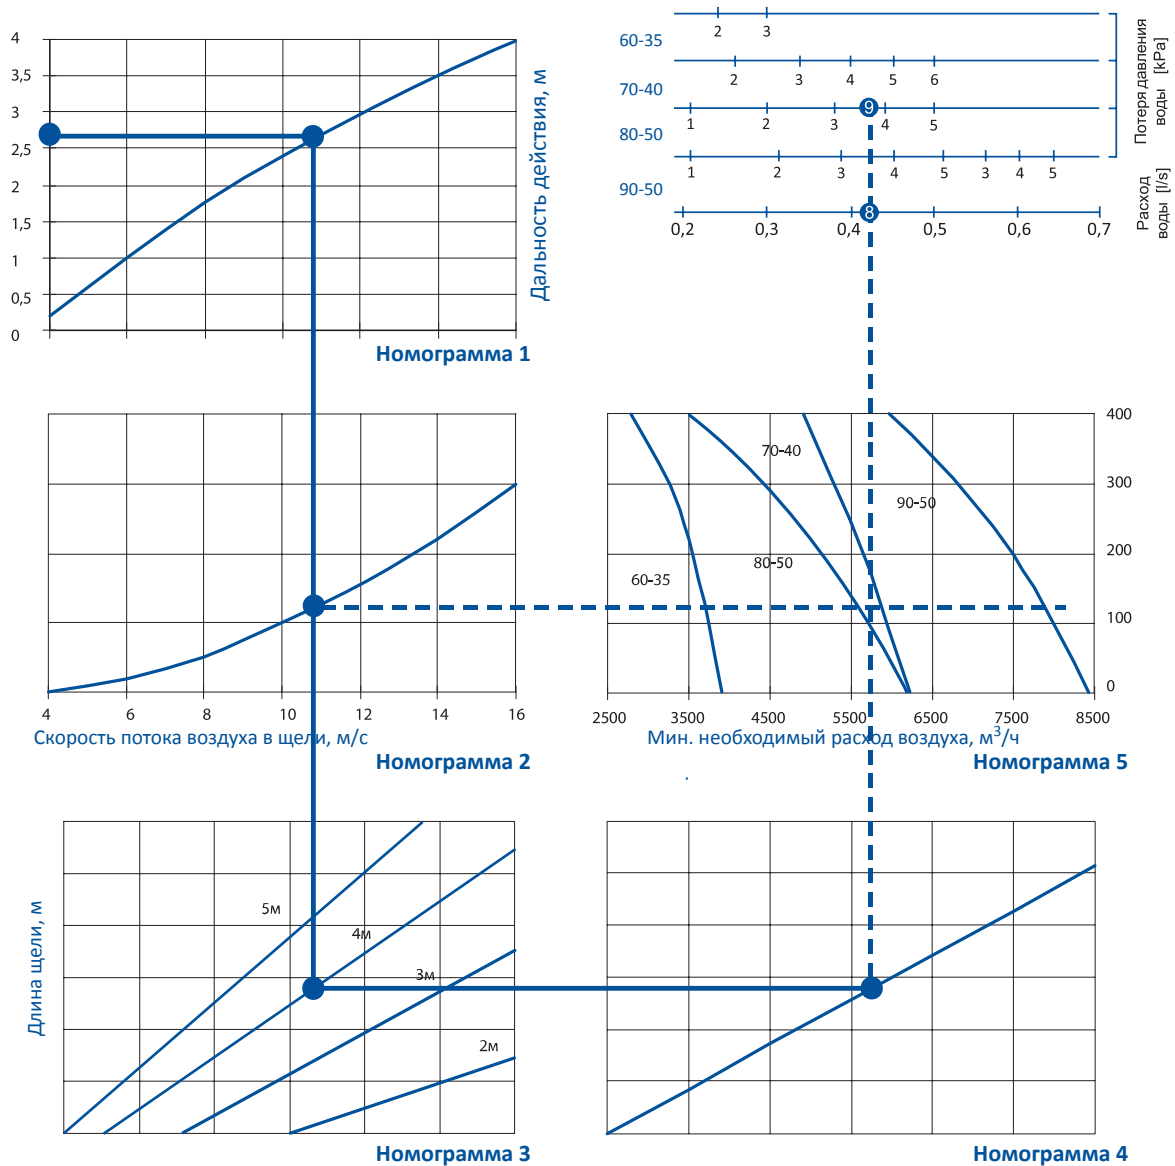 4
3,5
3
2,5
2
1,5
1
0,5
0
Дальность действия, м
Номограмма 1
60-35
2 3
70-40
2 3 4 5 6
9
80-50
1 2 3 4 5
90-50
1 2 3 4 5 3 4 5
8
0,2 0,3 0,4 0,5 0,6 0,7
Потеря давления
воды [kPa]
Расход
воды [l/s]
4 6 8 10 12 14 16
Скорость потока воздуха в щели, м/с
Номограмма 2
400
300
200
100
0
70-40
90-50
80-50
60-35
2500 3500 4500 5500 6500 7500 8500
Мин. необходимый расход воздуха, м³/ч
Номограмма 5
Длина щели, м
5м
4м
3м
2м
Номограмма 3
Номограмма 4